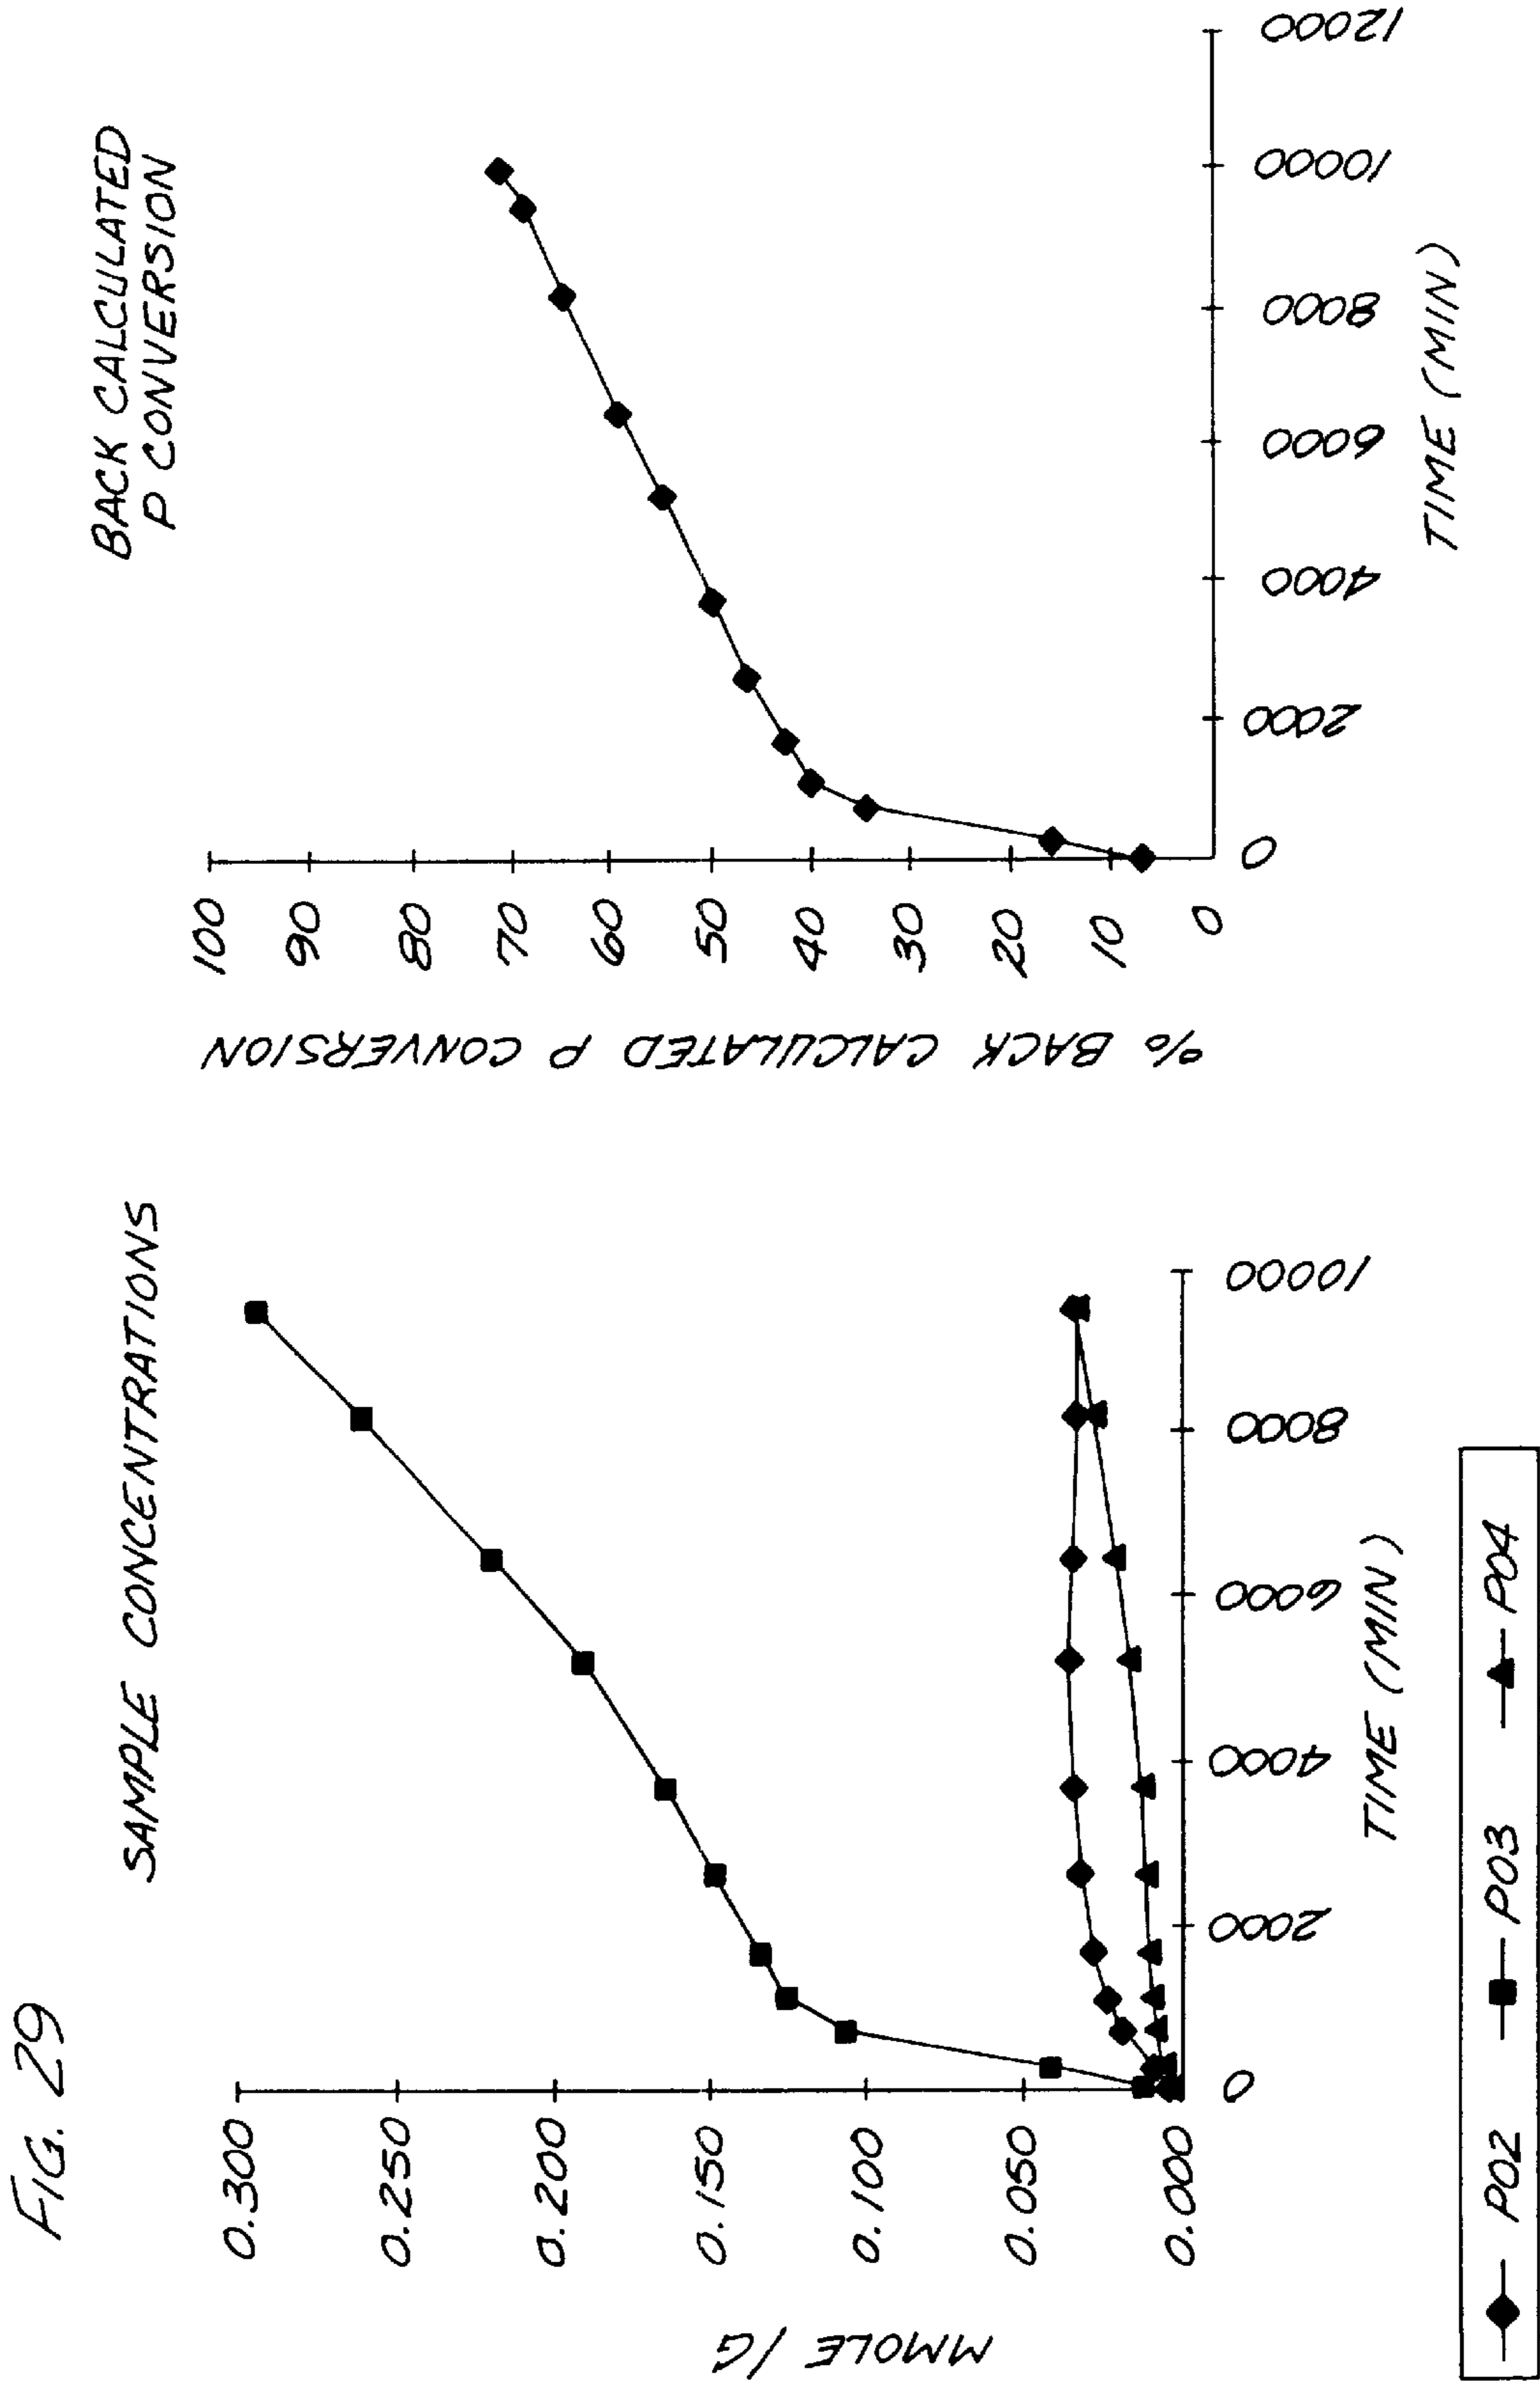 FIG. 29
SAMPLE CONCENTRATIONS
MMOLE/G
0.300
0.250
0.200
0.150
0.100
0.050
0.000
0
2000
4000
6000
8000
10000
TIME (MIN)
P02
P03
P04
BACK CALCULATED
P CONVERSION
% BACK CALCULATED P CONVERSION
100
90
80
70
60
50
40
30
20
10
0
0
2000
4000
6000
8000
10000
12000
TIME (MIN)